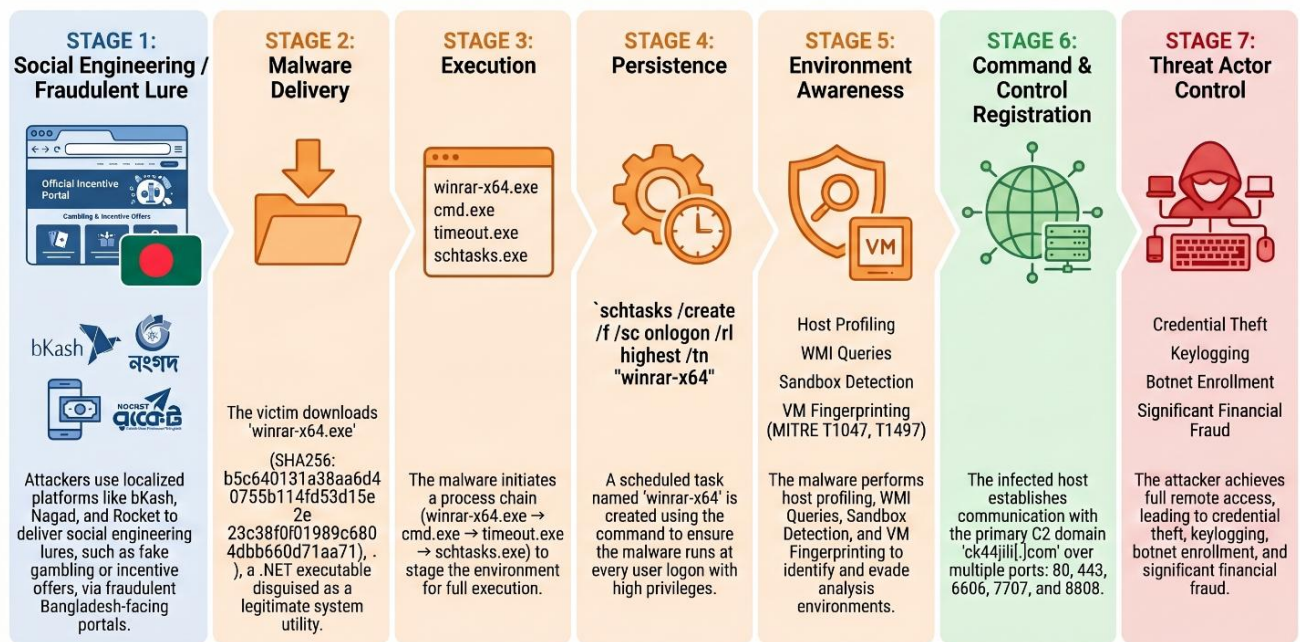 STAGE 1:
Social Engineering /
Fraudulent Lure
Official Incentive
Portal
Cambling & Incentive Offers
bKash
নংগদ
NOCRST
Attackers use localized
platforms like bKash,
Nagad, and Rocket to
deliver social engineering
lures, such as fake
gambling or incentive
offers, via fraudulent
Bangladesh-facing
portals.
STAGE 2:
Malware
Delivery
The victim downloads
'winrar-x64.exe'
(SHA256:
b5c640131a38aa6d4
0755b114fd53d15e
2e
23c38f0f01989c680
4dbb660d71aa71), .
), a .NET executable
disguised as a
legitimate system
utility.
STAGE 3:
Execution
winrar-x64.exe
cmd.exe
timeout.exe
schtasks.exe
The malware initiates
a process chain
(winrar-x64.exe →
cmd.exe → timeout.exe
→ schtasks.exe) to
stage the environment
for full execution.
STAGE 4:
Persistence
`schtasks /create
/f /sc onlogon /rl
highest /tn
"winrar-x64"
A scheduled task
named 'winrar-x64' is
created using the
command to ensure
the malware runs at
every user logon with
high privileges.
STAGE 5:
Environment
Awareness
VM
Host Profiling
WMI Queries
Sandbox Detection
VM Fingerprinting
(MITRE T1047, T1497)
The malware performs
host profiling, WMI
Queries, Sandbox
Detection, and VM
Fingerprinting to
identify and evade
analysis
environments.
STAGE 6:
Command &
Control
Registration
The infected host
establishes
communication with
the primary C2 domain
'ck44jili[.]com' over
multiple ports: 80, 443,
6606, 7707, and 8808.
STAGE 7:
Threat Actor
Control
Credential Theft
Keylogging
Botnet Enrollment
Significant Financial
Fraud
The attacker achieves
full remote access,
leading to credential
theft, keylogging,
botnet enrollment, and
significant financial
fraud.